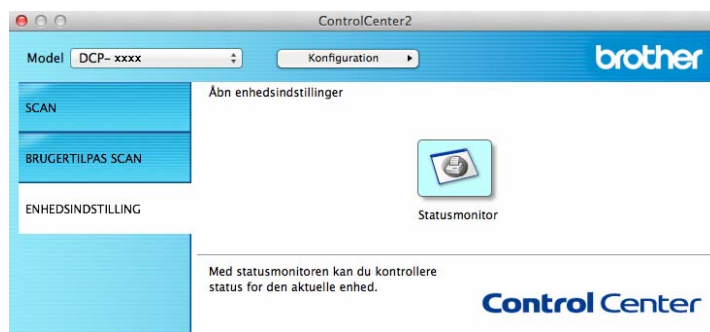 ControlCenter2
Model DCP- xxxx Konfiguration
brother
SCAN
BRUGERTILPAS SCAN
ENHEDSINDSTILLING
Åbn enhedsindstillinger
Statusmonitor
Med statusmonitoren kan du kontrollere
status for den aktuelle enhed.
Control Center